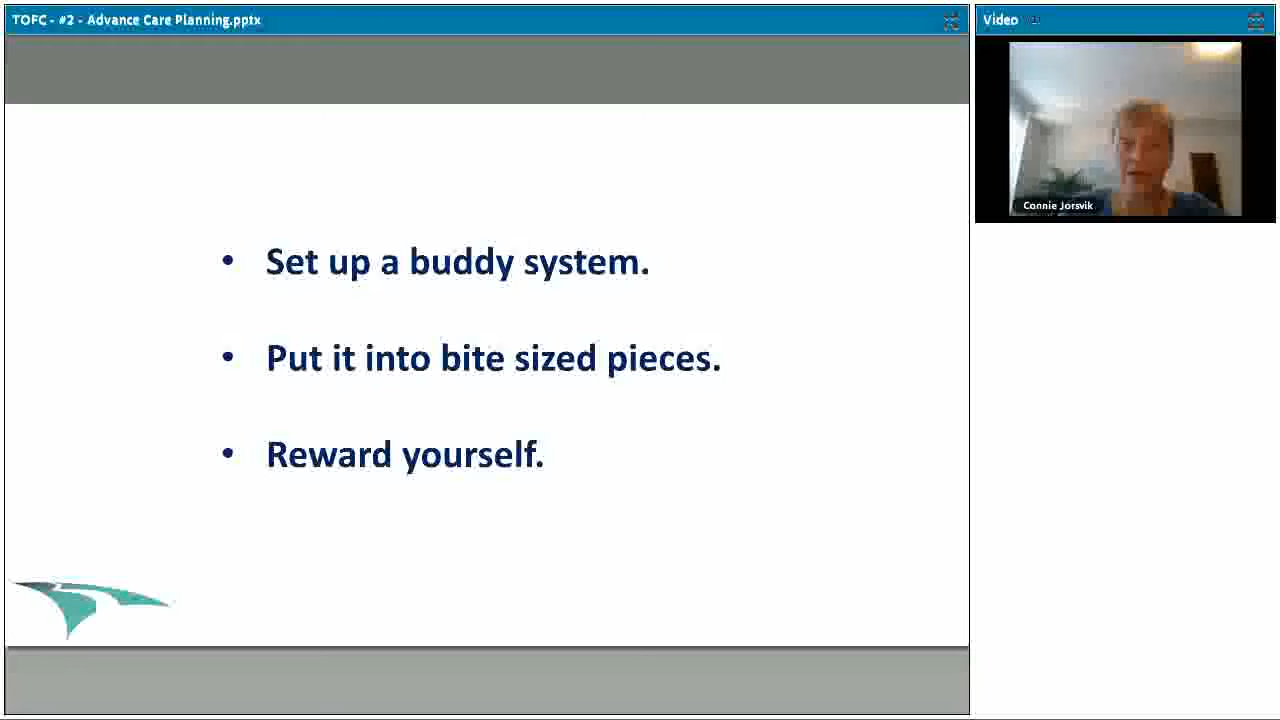 TOFC - #2 - Advance Care Planning.pptx
Video
Connie Jorsvik
• Set up a buddy system.
• Put it into bite sized pieces.
• Reward yourself.